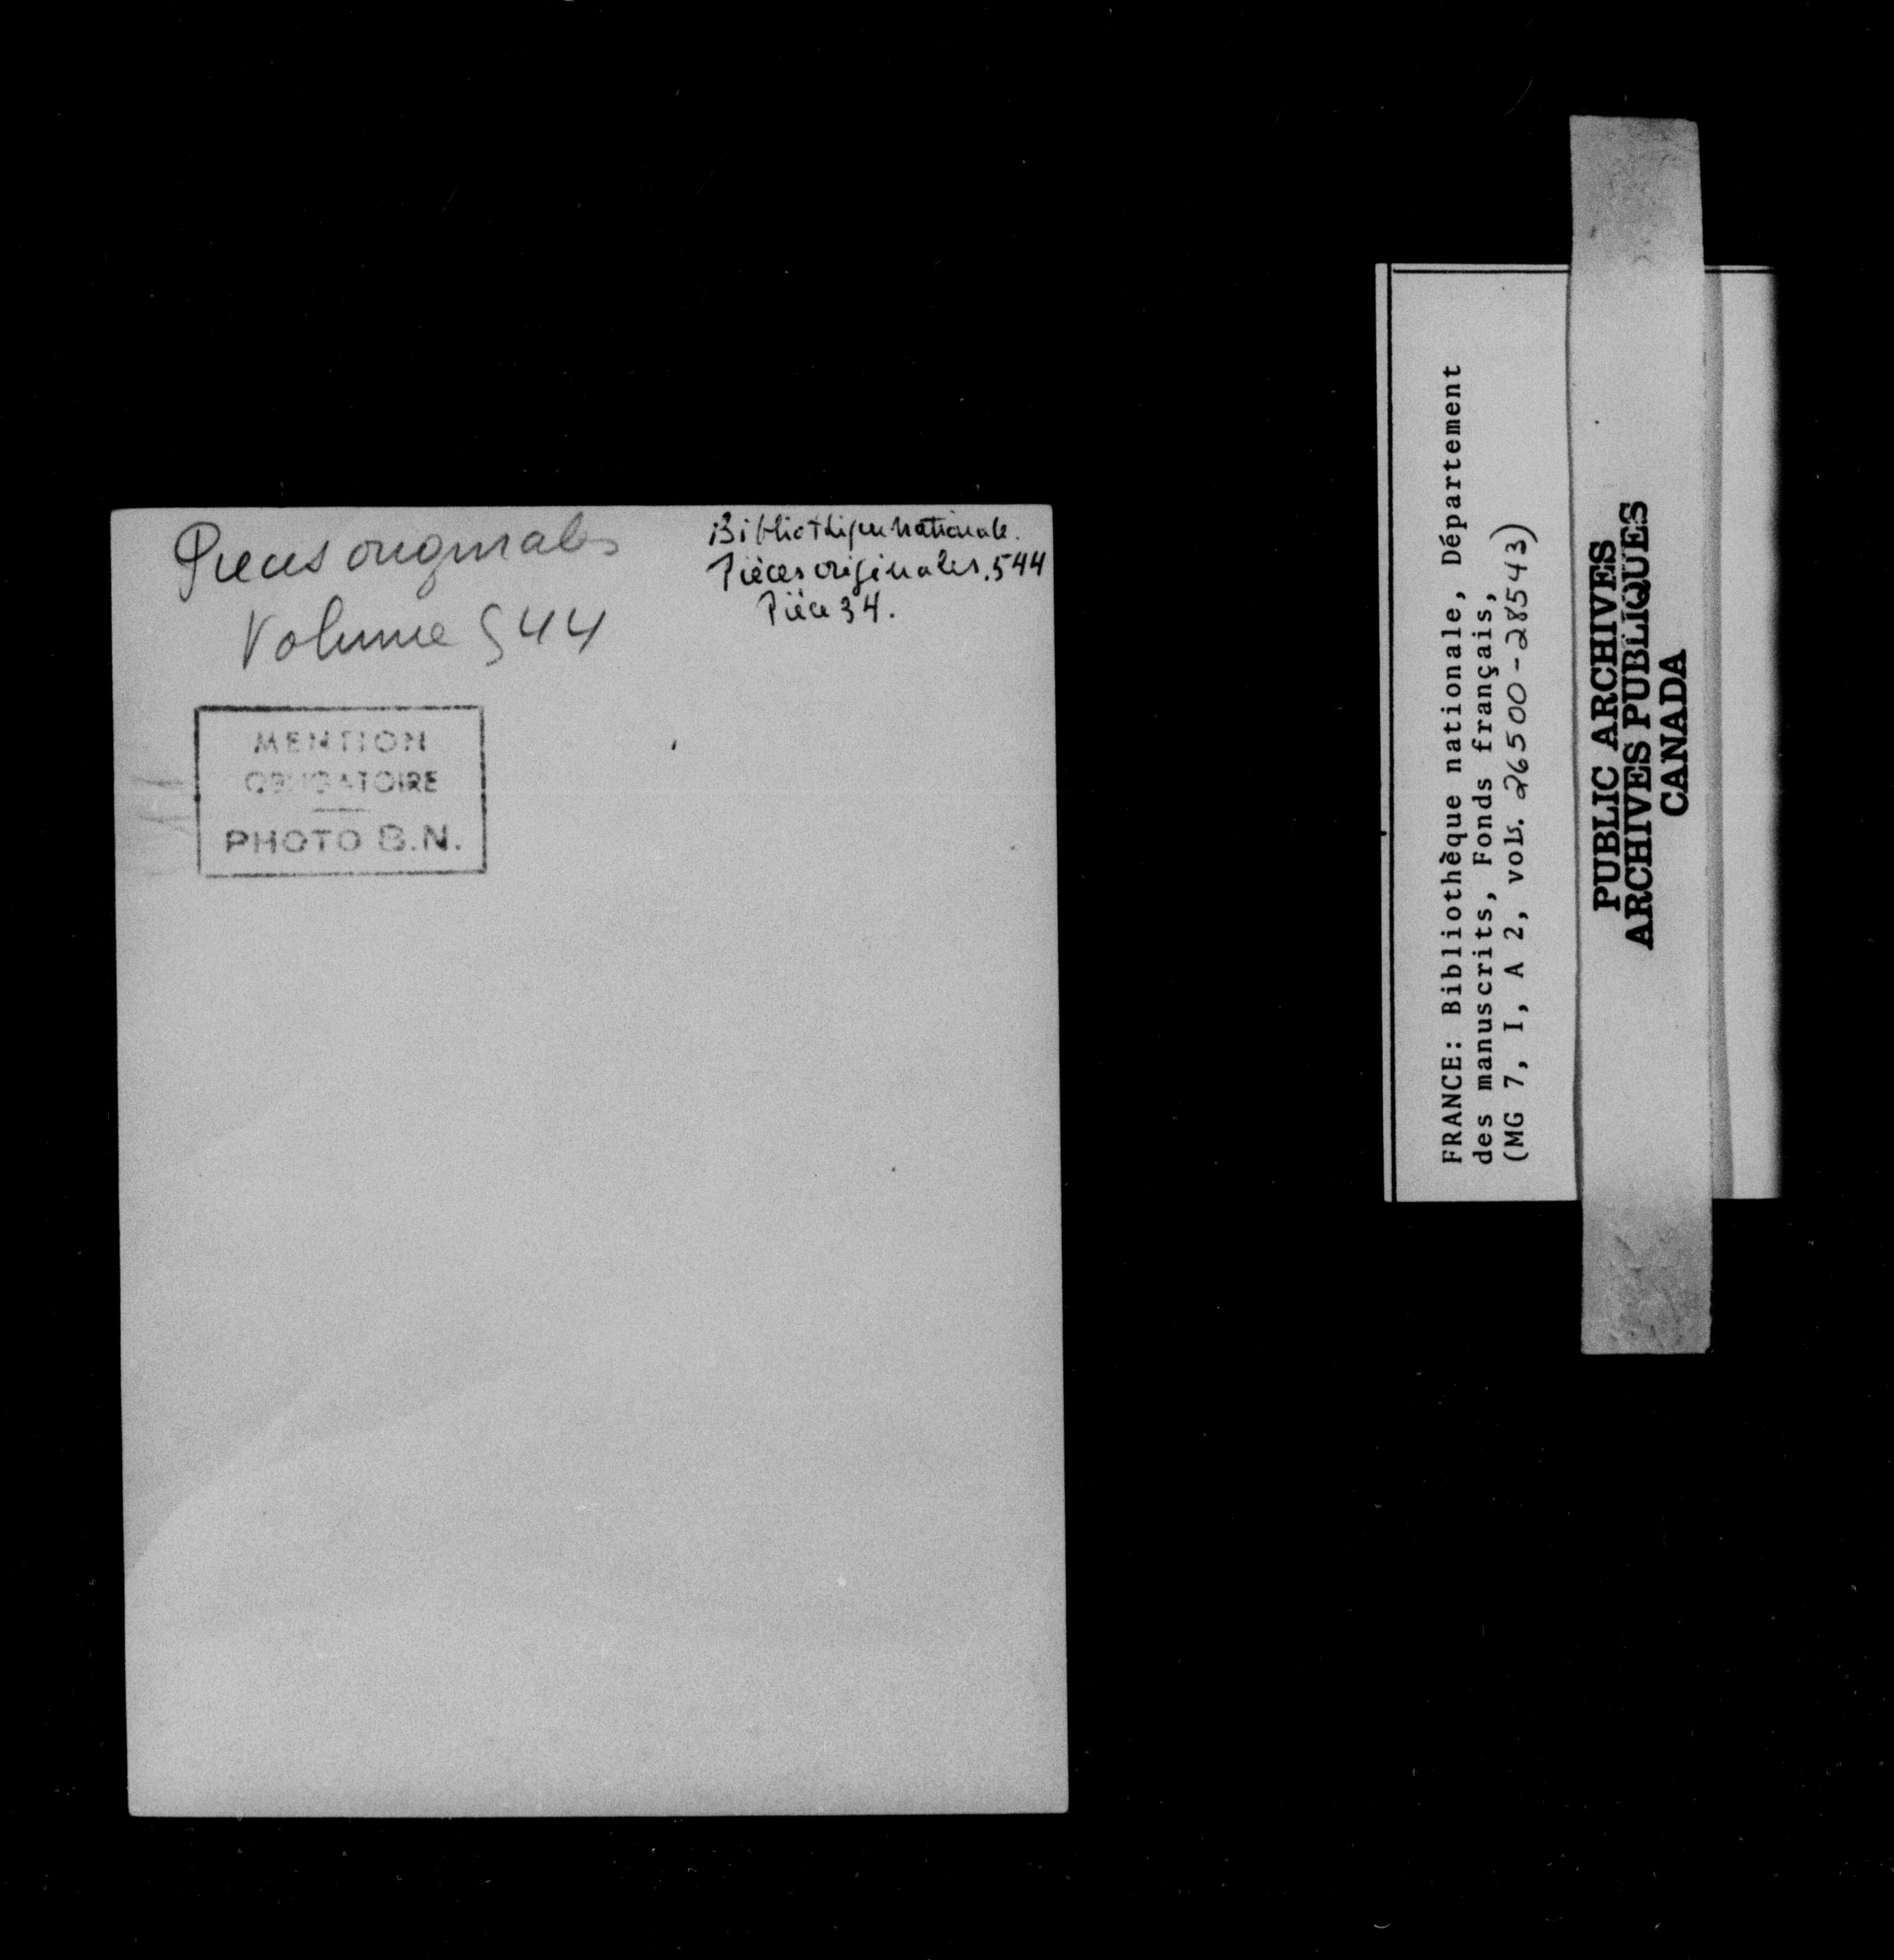 Pieces originales
Volume 544
Bibliothèque nationale.
Pièces originales. 544
Pièce 34.
MENTION
OBLIGATOIRE
PHOTO B.N.
FRANCE: Bibliothèque nationale, Département
des manuscrits, Fonds français,
(MG 7, I, A 2, vols. 26500-28543)
PUBLIC ARCHIVES
ARCHIVES PUBLIQUES
CANADA